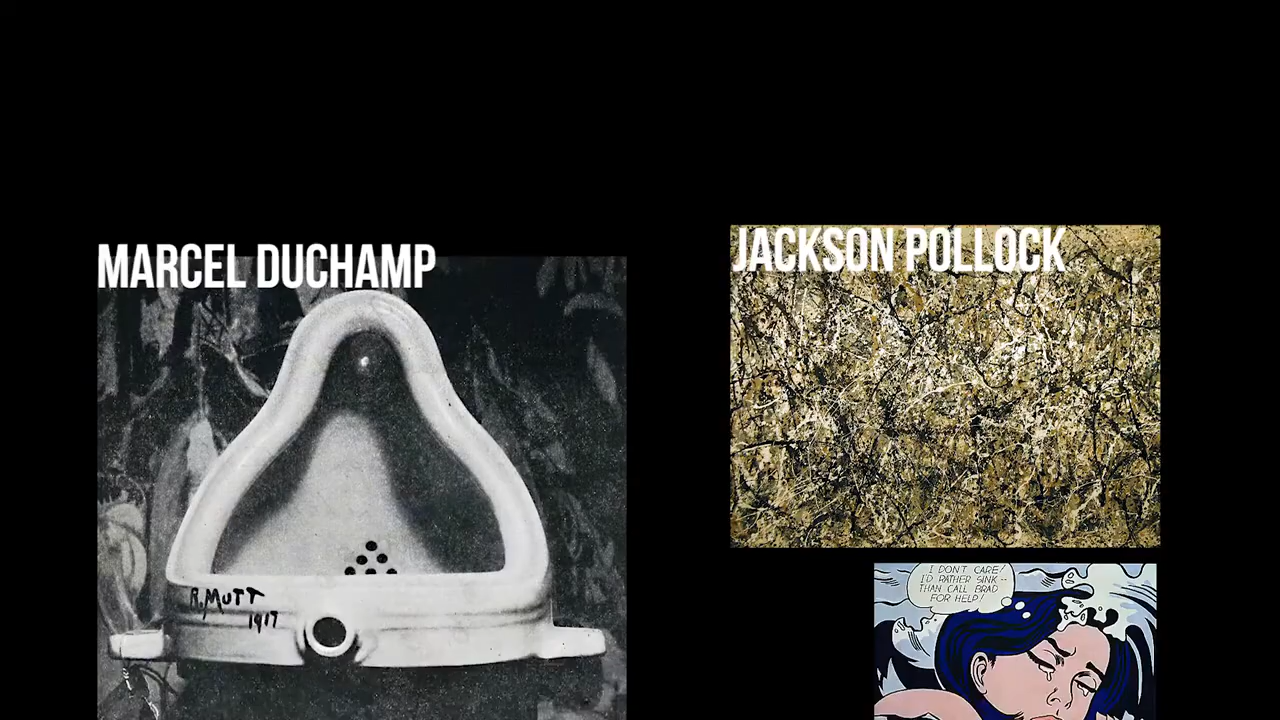 MARCEL DUCHAMP
JACKSON POLLOCK
R.MUTT
1917
I DON'T CARE!
I'D RATHER SINK --
THAN CALL BRAD
FOR HELP!